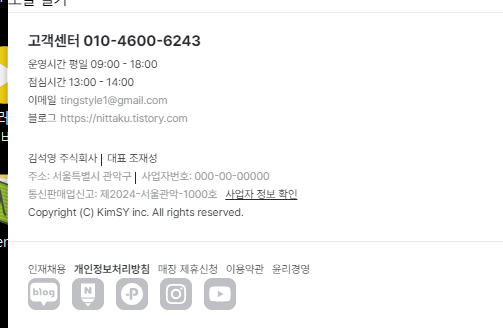 고객센터 010-4600-6243
운영시간 평일 09:00 - 18:00
점심시간 13:00 - 14:00
이메일 tingstyle1@gmail.com
블로그 https://nittaku.tistory.com
김석영 주식회사 | 대표 조재성
주소: 서울특별시 관악구 | 사업자번호: 000-00-00000
통신판매업신고: 제2024-서울관악-1000호 사업자 정보 확인
Copyright (C) KimSY inc. All rights reserved.
인재채용 개인정보처리방침 매장 제휴신청 이용약관 윤리경영
blog N P